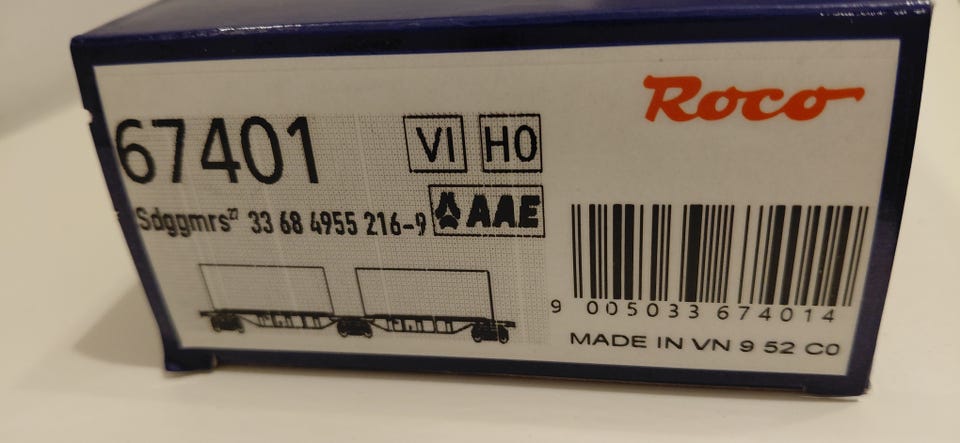 Roco
67401
VI
H0
Sdggmrs²⁷ 33 68 4955 216-9
AAE
9 005033 674014
MADE IN VN 9 52 C0